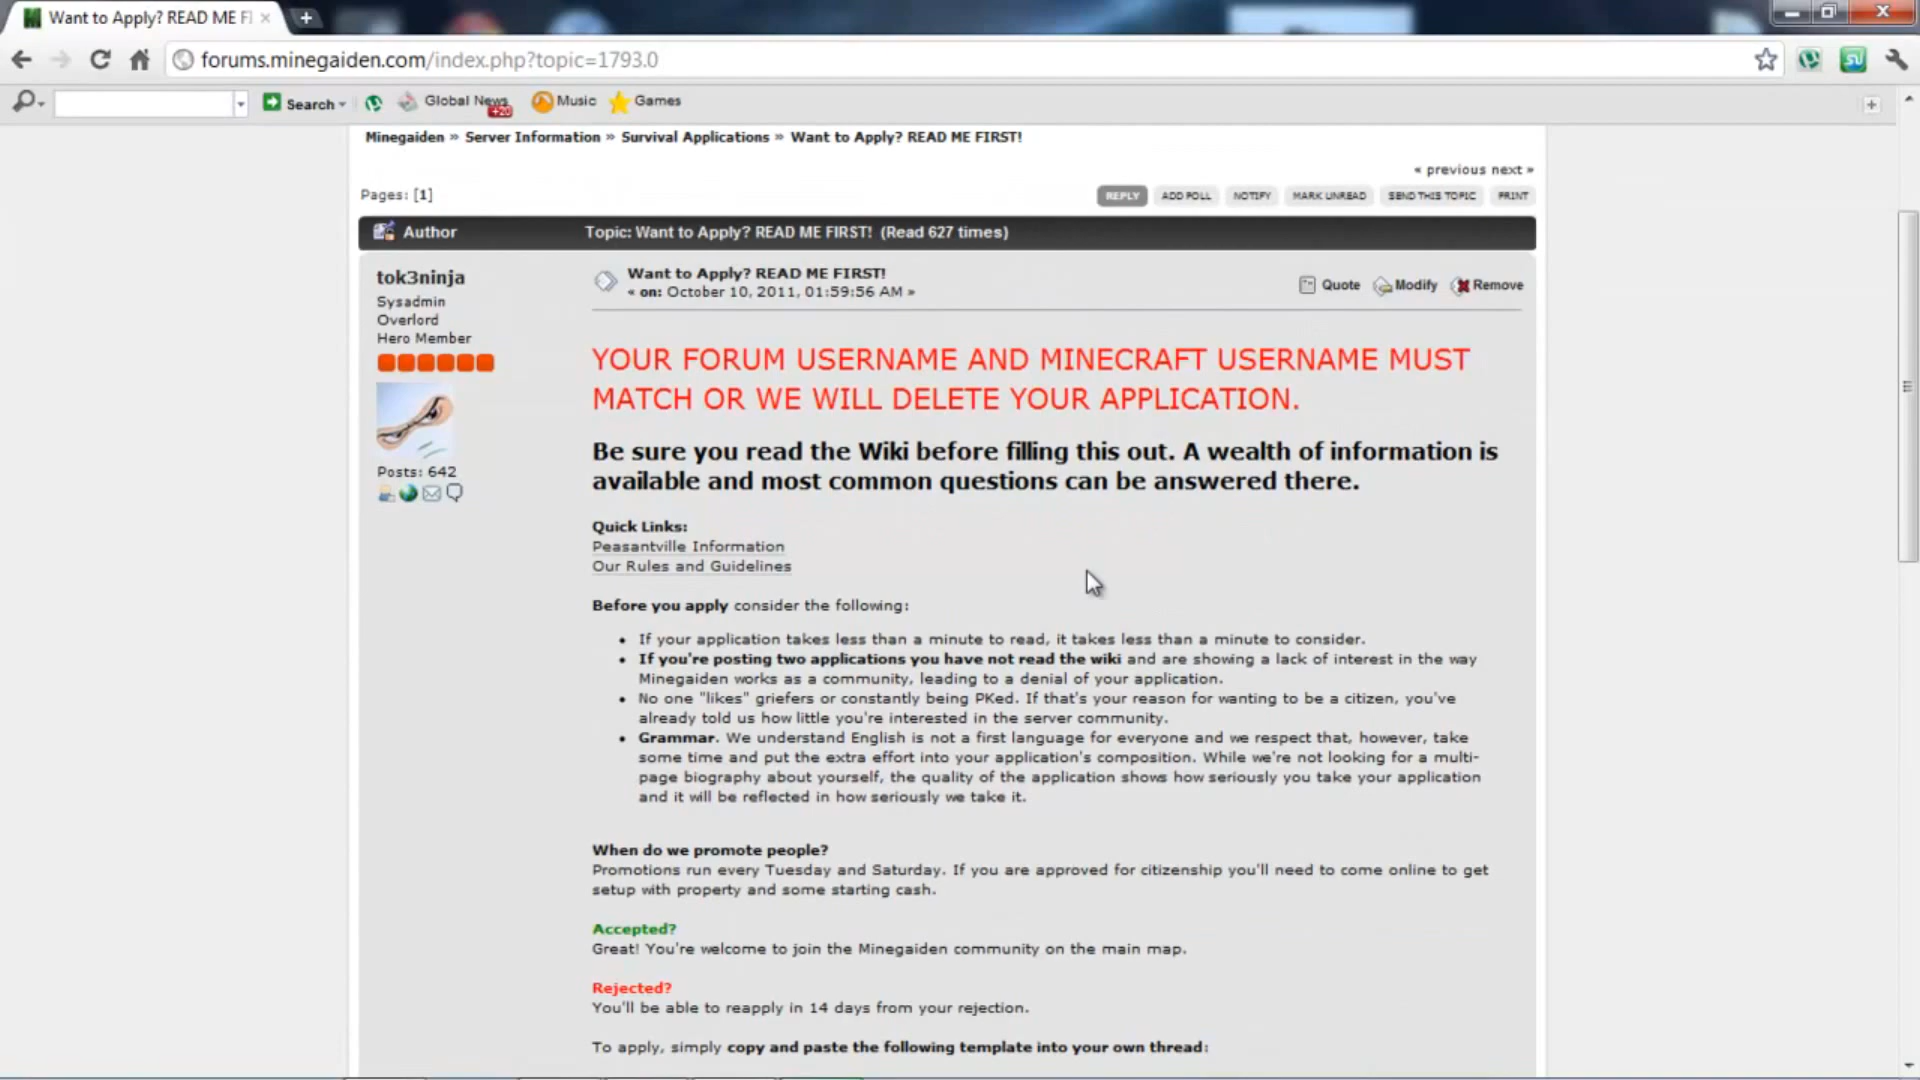 Want to Apply? READ ME F
forums.minegaiden.com/index.php?topic=1793.0
Search
Global News
+20
Music
Games
Minegaiden » Server Information » Survival Applications » Want to Apply? READ ME FIRST!
« previous next »
Pages: [1]
REPLY ADD POLL NOTIFY MARK UNREAD SEND THIS TOPIC PRINT
Author Topic: Want to Apply? READ ME FIRST! (Read 627 times)
tok3ninja
Sysadmin
Overlord
Hero Member
Posts: 642
Want to Apply? READ ME FIRST!
« on: October 10, 2011, 01:59:56 AM »
Quote Modify Remove
YOUR FORUM USERNAME AND MINECRAFT USERNAME MUST
MATCH OR WE WILL DELETE YOUR APPLICATION.
Be sure you read the Wiki before filling this out. A wealth of information is
available and most common questions can be answered there.
Quick Links:
Peasantville Information
Our Rules and Guidelines
Before you apply consider the following:
• If your application takes less than a minute to read, it takes less than a minute to consider.
• If you're posting two applications you have not read the wiki and are showing a lack of interest in the way
Minegaiden works as a community, leading to a denial of your application.
• No one "likes" griefers or constantly being PKed. If that's your reason for wanting to be a citizen, you've
already told us how little you're interested in the server community.
• Grammar. We understand English is not a first language for everyone and we respect that, however, take
some time and put the extra effort into your application's composition. While we're not looking for a multi-
page biography about yourself, the quality of the application shows how seriously you take your application
and it will be reflected in how seriously we take it.
When do we promote people?
Promotions run every Tuesday and Saturday. If you are approved for citizenship you'll need to come online to get
setup with property and some starting cash.
Accepted?
Great! You're welcome to join the Minegaiden community on the main map.
Rejected?
You'll be able to reapply in 14 days from your rejection.
To apply, simply copy and paste the following template into your own thread: